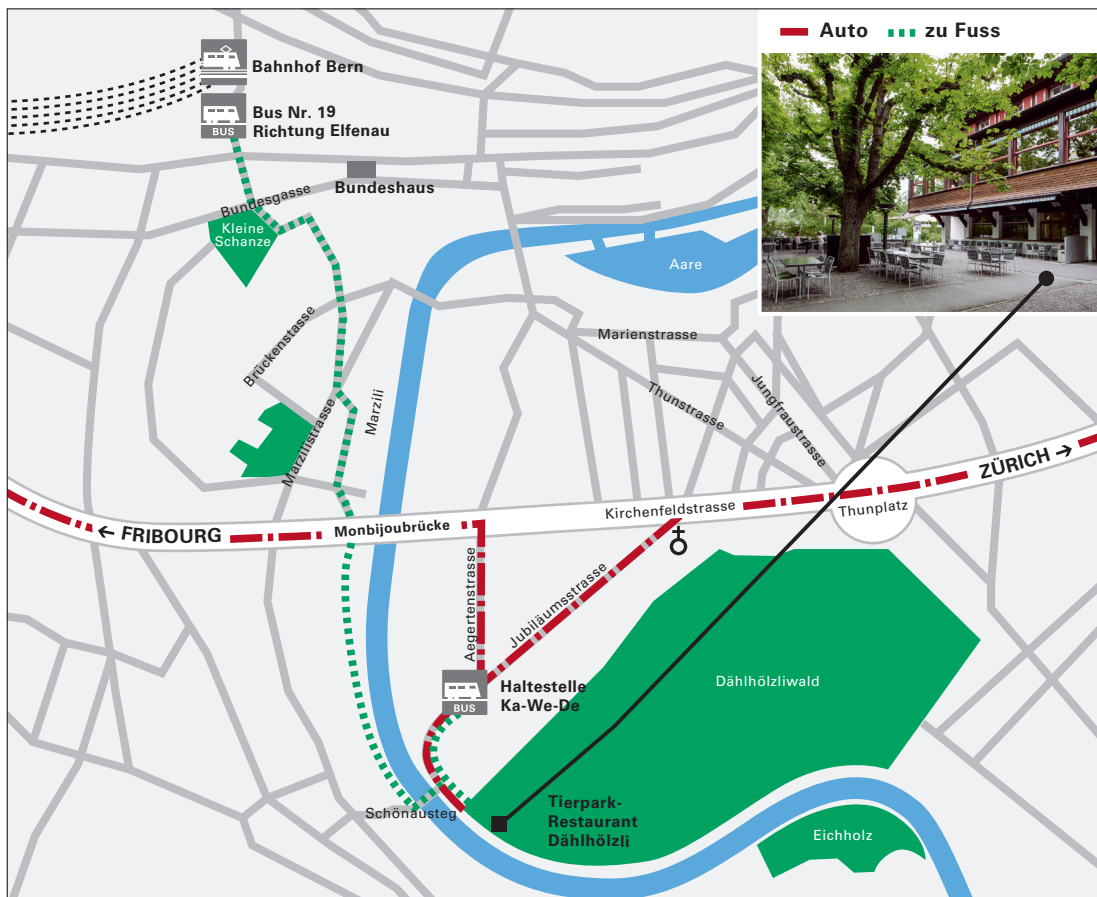 Auto zu Fuss
Bahnhof Bern
BUS
Bus Nr. 19
Richtung Elfenau
Bundeshaus
Bundesgasse
Kleine
Schanze
Aare
Marienstrasse
Brückenstasse
Thunstrasse
Jungfraustrasse
Marzili
Marzilistrasse
ZÜRICH →
Kirchenfeldstrasse
Thunplatz
← FRIBOURG
Monbijoubrücke
Aegertenstrasse
Jubiläumsstrasse
BUS
Haltestelle
Ka-We-De
Dählhölzliwald
Schönausteg
Tierpark-
Restaurant
Dählhölzli
Eichholz